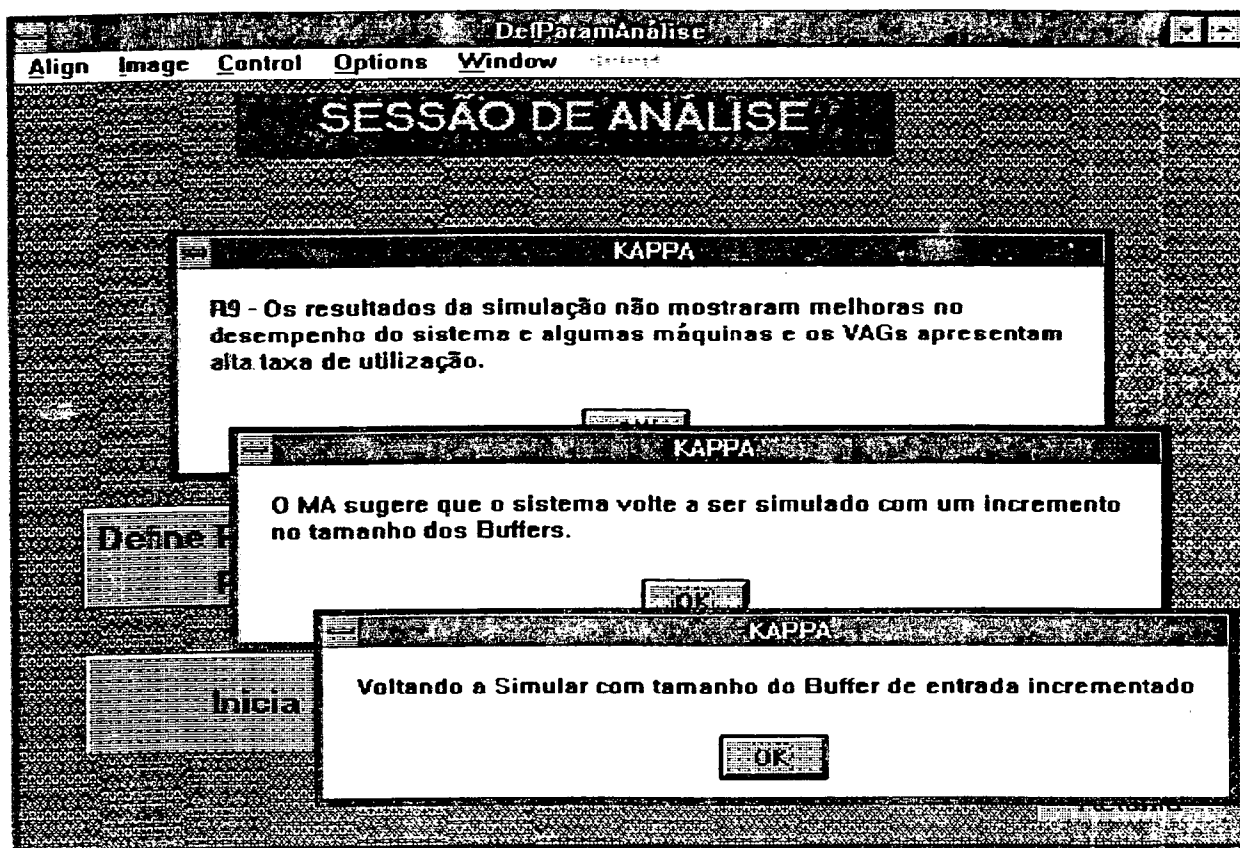 DefParamAnálise
Align Image Control Options Window
SESSÃO DE ANÁLISE
KAPPA
R9 - Os resultados da simulação não mostraram melhoras no
desempenho do sistema e algumas máquinas e os VAGs apresentam
alta taxa de utilização.
KAPPA
O MA sugere que o sistema volte a ser simulado com um incremento
no tamanho dos Buffers.
OK
Define
KAPPA
Voltando a Simular com tamanho do Buffer de entrada incrementado
OK
Inicia